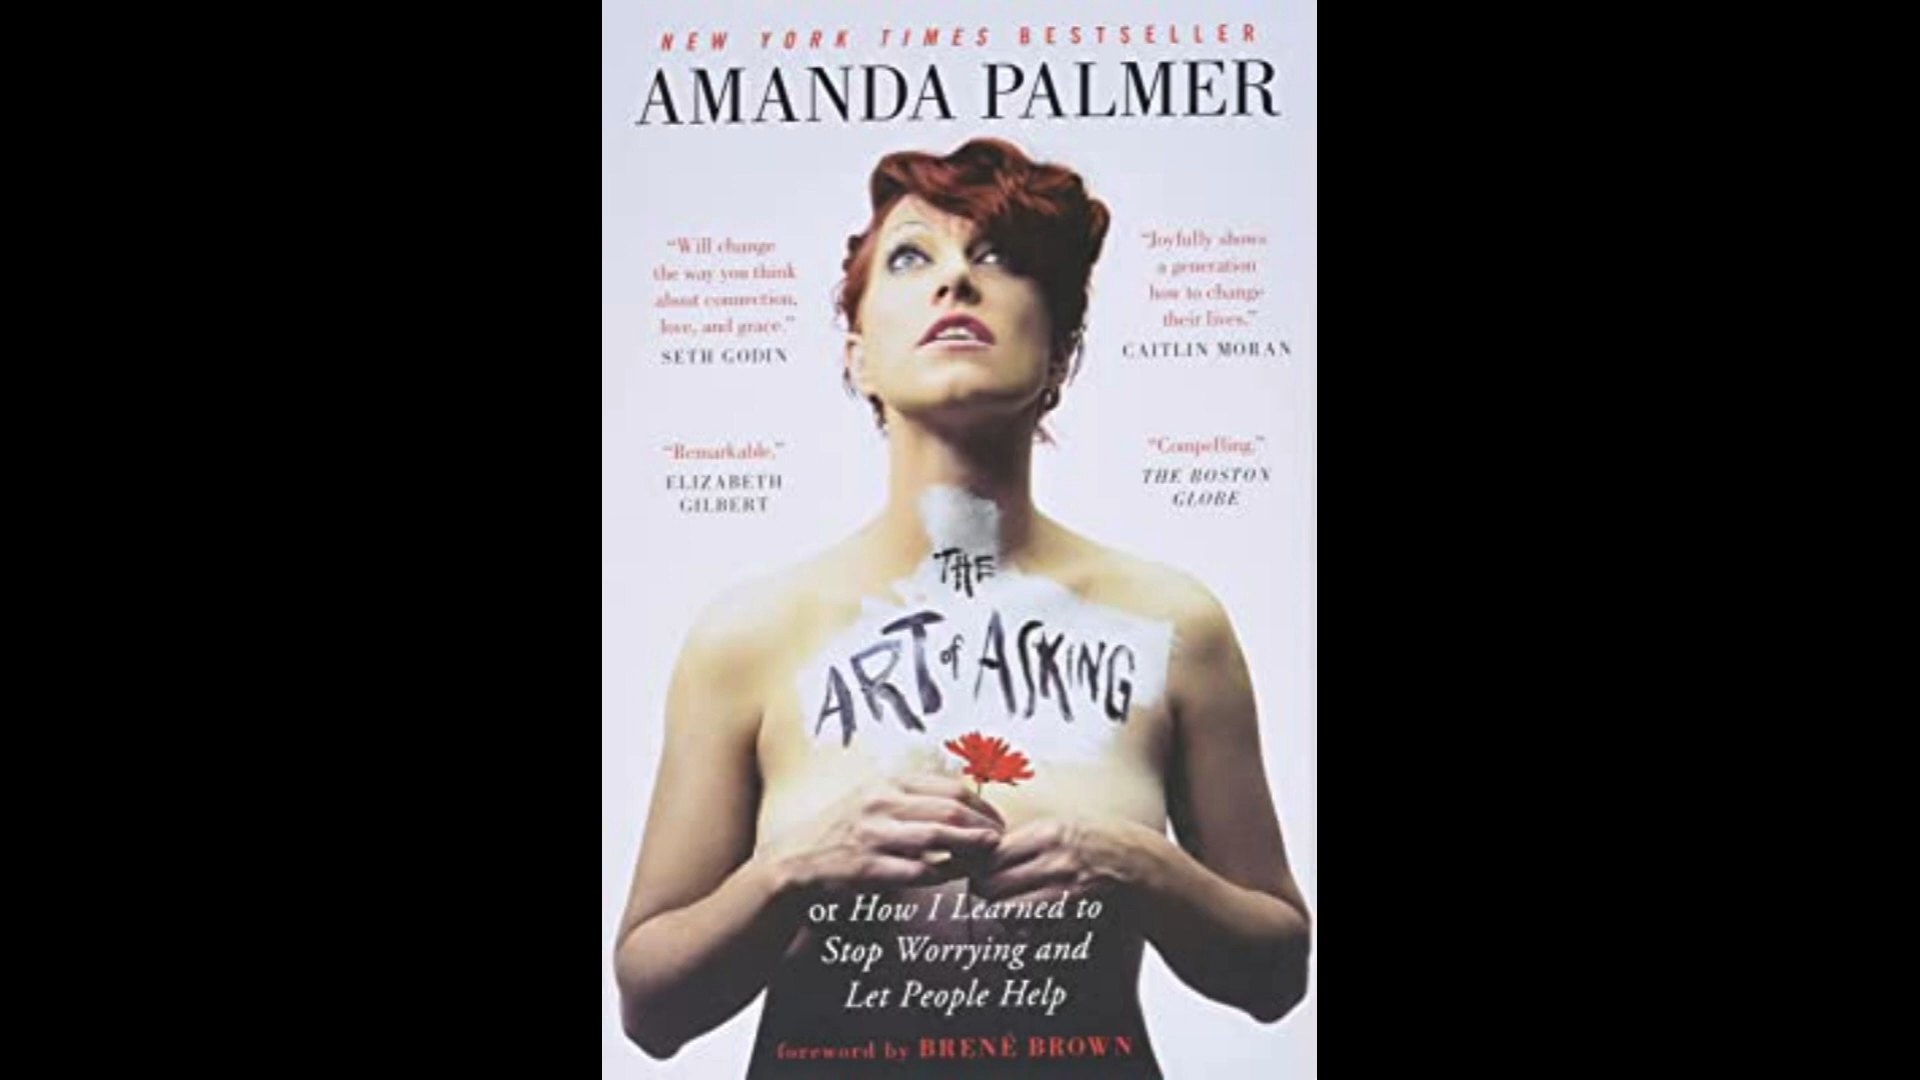 NEW YORK TIMES BESTSELLER
AMANDA PALMER
“Will change
the way you think
about connection,
love, and grace.”
SETH GODIN
“Joyfully shows
a generation
how to change
their lives.”
CAITLIN MORAN
“Remarkable.”
ELIZABETH
GILBERT
“Compelling.”
THE BOSTON
GLOBE
THE
ART of ASKING
or How I Learned to
Stop Worrying and
Let People Help
foreword by BRENÉ BROWN